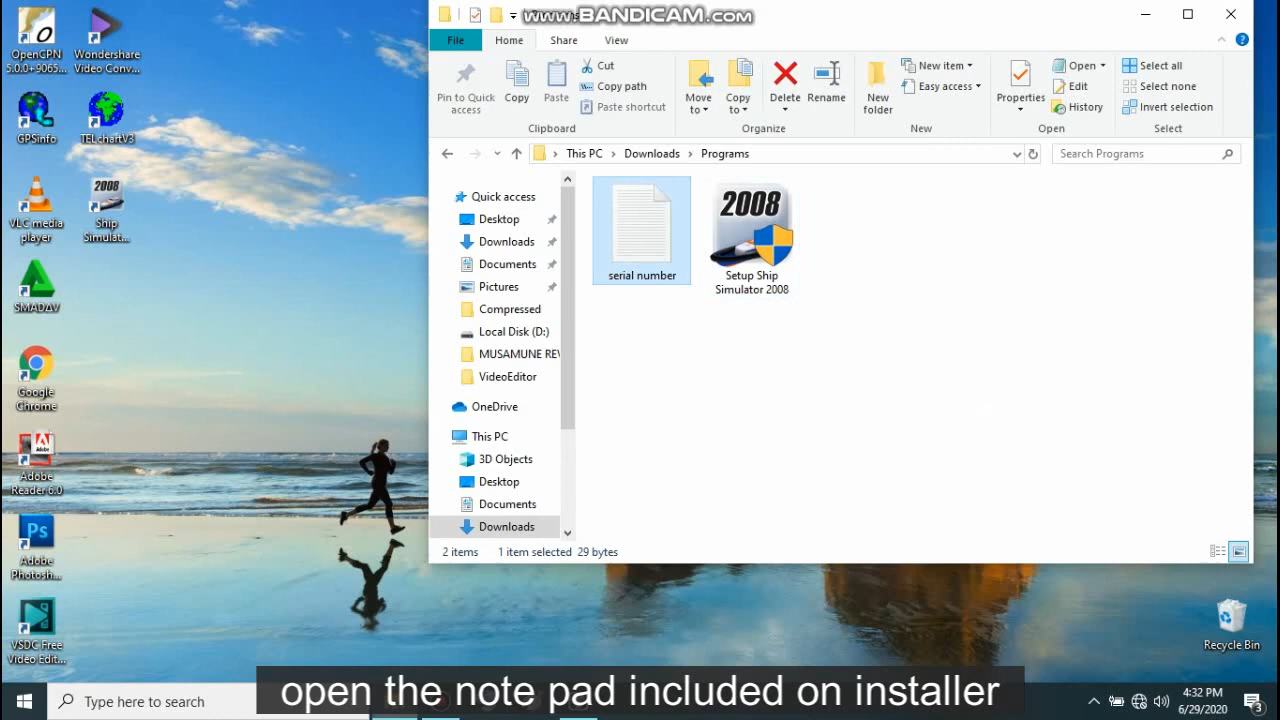 OpenCPN
5.0.0+9065...
Wondershare
Video Conv...
GPSinfo
TELchartV3
VLC media
player
2008
Ship
Simulat...
SMADΔV
Google
Chrome
Adobe
Adobe
Reader 6.0
Ps
Adobe
Photosh...
VSDC Free
Video Edit...
Recycle Bin
www.BANDICAM.com
File
Home
Share
View
Pin to Quick
access
Copy
Paste
Cut
Copy path
Paste shortcut
Clipboard
Move
to
Copy
to
Delete
Rename
Organize
New
folder
New item
Easy access
New
Properties
Open
Edit
History
Open
Select all
Select none
Invert selection
Select
This PC
Downloads
Programs
Search Programs
Quick access
Desktop
Downloads
Documents
Pictures
Compressed
Local Disk (D:)
MUSAMUNE REV
VideoEditor
OneDrive
This PC
3D Objects
Desktop
Documents
Downloads
serial number
2008
Setup Ship
Simulator 2008
2 items
1 item selected 29 bytes
open the note pad included on installer
Type here to search
4:32 PM
6/29/2020
3